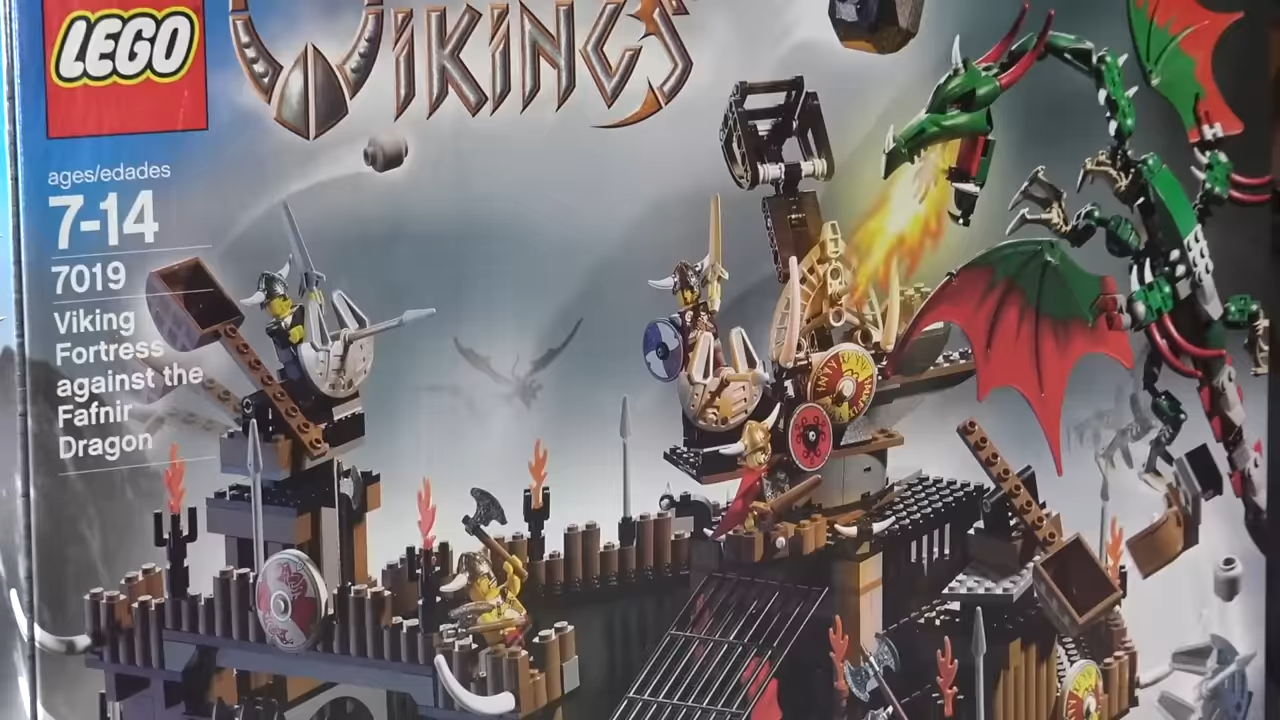 LEGO
VIKINGS
ages/edades
7-14
7019
Viking
Fortress
against the
Fafnir
Dragon